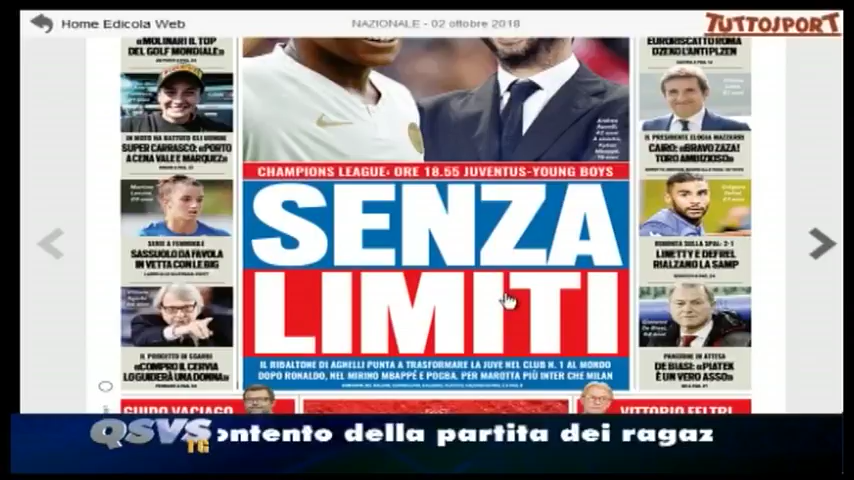 Home Edicola Web
NAZIONALE - 02 ottobre 2018
TUTTOSPORT
«MOLINARI IL TOP
DEL GOLF MONDIALE»
EURORISCATTO ROMA
DZEKO L'ANTI PLZEN
IN MOTO HA BATTUTO GLI UOMINI
SUPER CARRASCO: «PORTO
A CENA VALE E MARQUEZ»
IL PRESIDENTE ELOGIA MAZZARRI
CAIRO: «BRAVO ZAZA!
TORO AMBIZIOSO»
CHAMPIONS LEAGUE: ORE 18.55 JUVENTUS-YOUNG BOYS
SENZA
LIMITI
SERIE A FEMMINILE
SASSUOLO DA FAVOLA
IN VETTA CON LE BIG
RIMONTA SULLA SPAL: 2-1
LINETTY E DEFREL
RIALZANO LA SAMP
IL PROGETTO DI SGARBI
«COMPRO IL CERVIA
LO GUIDERÀ UNA DONNA»
PANCHINE IN ATTESA
DE BIASI: «PIATEK
È UN VERO ASSO»
IL RIBALTONE DI AGNELLI PUNTA A TRASFORMARE LA JUVE NEL CLUB N. 1 AL MONDO
DOPO RONALDO, NEL MIRINO MBAPPÉ E POGBA. PER MAROTTA PIÙ INTER CHE MILAN
GUIDO VACIAGO
VITTORIO FELTRI
QSVS
TG
ontento della partita dei ragaz